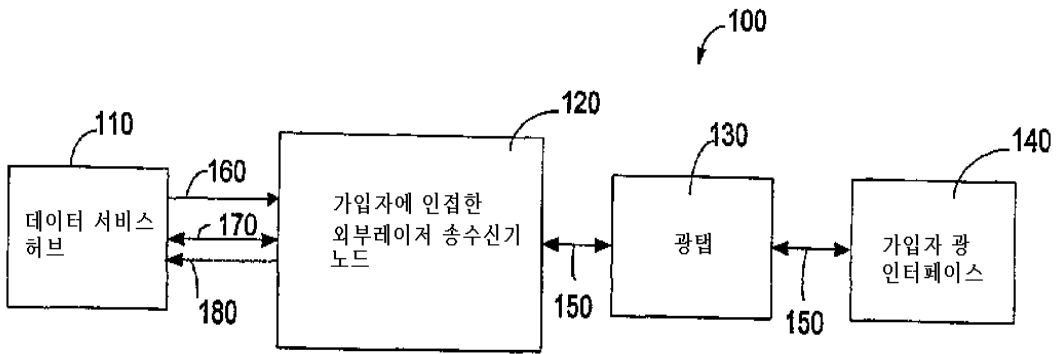 100
110
120
130
140
160
170
180
150
150
데이터 서비스
허브
가입자에 인접한
외부레이저 송수신기
노드
광탭
가입자 광
인터페이스